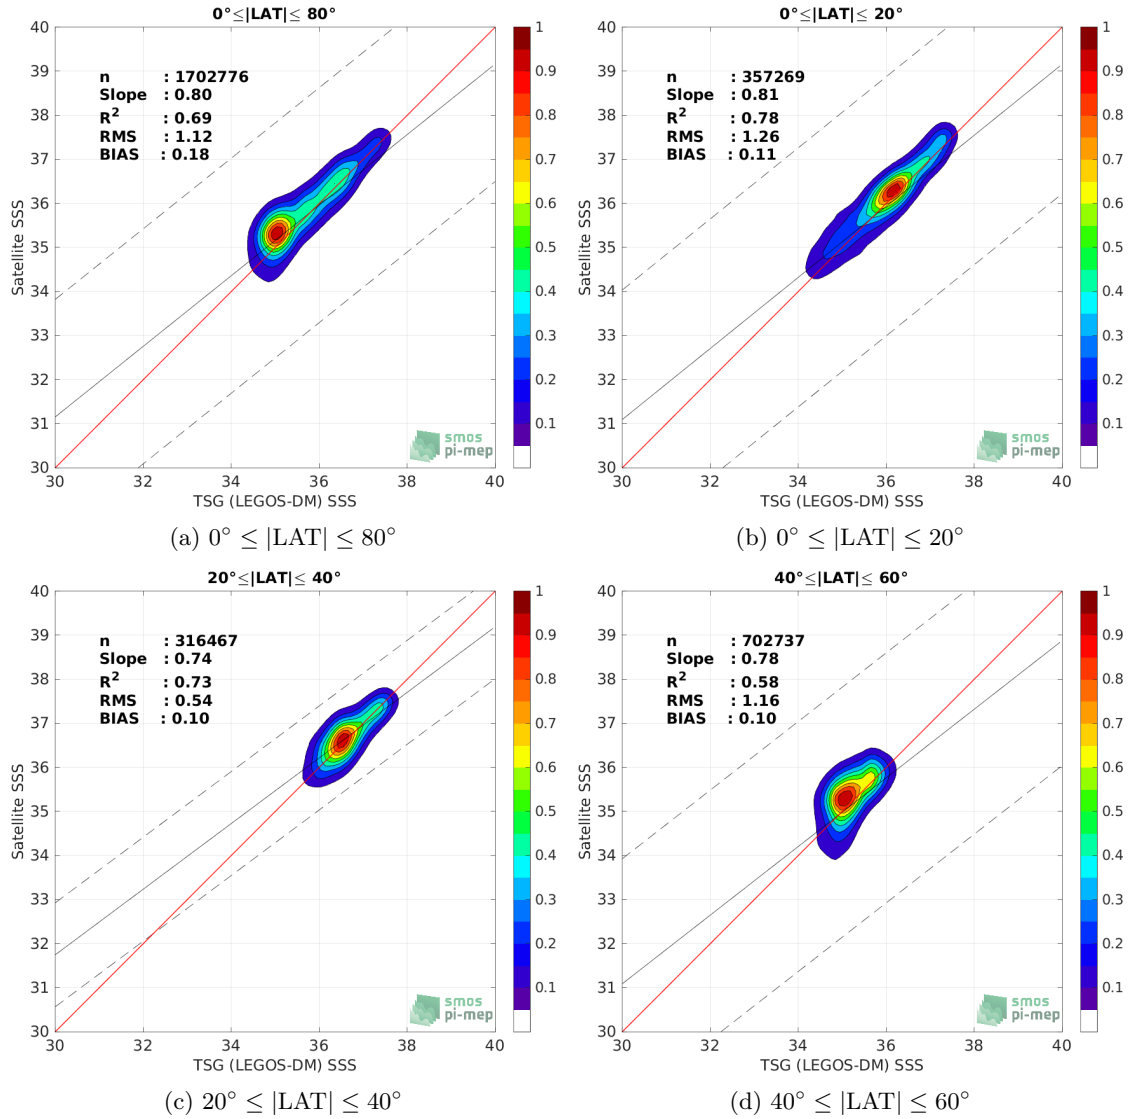 0°≤|LAT|≤ 80°
n : 1702776
Slope : 0.80
R² : 0.69
RMS : 1.12
BIAS : 0.18
Satellite SSS
40
39
38
37
36
35
34
33
32
31
30
30 32 34 36 38 40
TSG (LEGOS-DM) SSS
1
0.9
0.8
0.7
0.6
0.5
0.4
0.3
0.2
0.1
smos
pi-mep
(a) 0° ≤ |LAT| ≤ 80°
0°≤|LAT|≤ 20°
n : 357269
Slope : 0.81
R² : 0.78
RMS : 1.26
BIAS : 0.11
Satellite SSS
40
39
38
37
36
35
34
33
32
31
30
30 32 34 36 38 40
TSG (LEGOS-DM) SSS
1
0.9
0.8
0.7
0.6
0.5
0.4
0.3
0.2
0.1
smos
pi-mep
(b) 0° ≤ |LAT| ≤ 20°
20°≤|LAT|≤ 40°
n : 316467
Slope : 0.74
R² : 0.73
RMS : 0.54
BIAS : 0.10
Satellite SSS
40
39
38
37
36
35
34
33
32
31
30
30 32 34 36 38 40
TSG (LEGOS-DM) SSS
1
0.9
0.8
0.7
0.6
0.5
0.4
0.3
0.2
0.1
smos
pi-mep
(c) 20° ≤ |LAT| ≤ 40°
40°≤|LAT|≤ 60°
n : 702737
Slope : 0.78
R² : 0.58
RMS : 1.16
BIAS : 0.10
Satellite SSS
40
39
38
37
36
35
34
33
32
31
30
30 32 34 36 38 40
TSG (LEGOS-DM) SSS
1
0.9
0.8
0.7
0.6
0.5
0.4
0.3
0.2
0.1
smos
pi-mep
(d) 40° ≤ |LAT| ≤ 60°